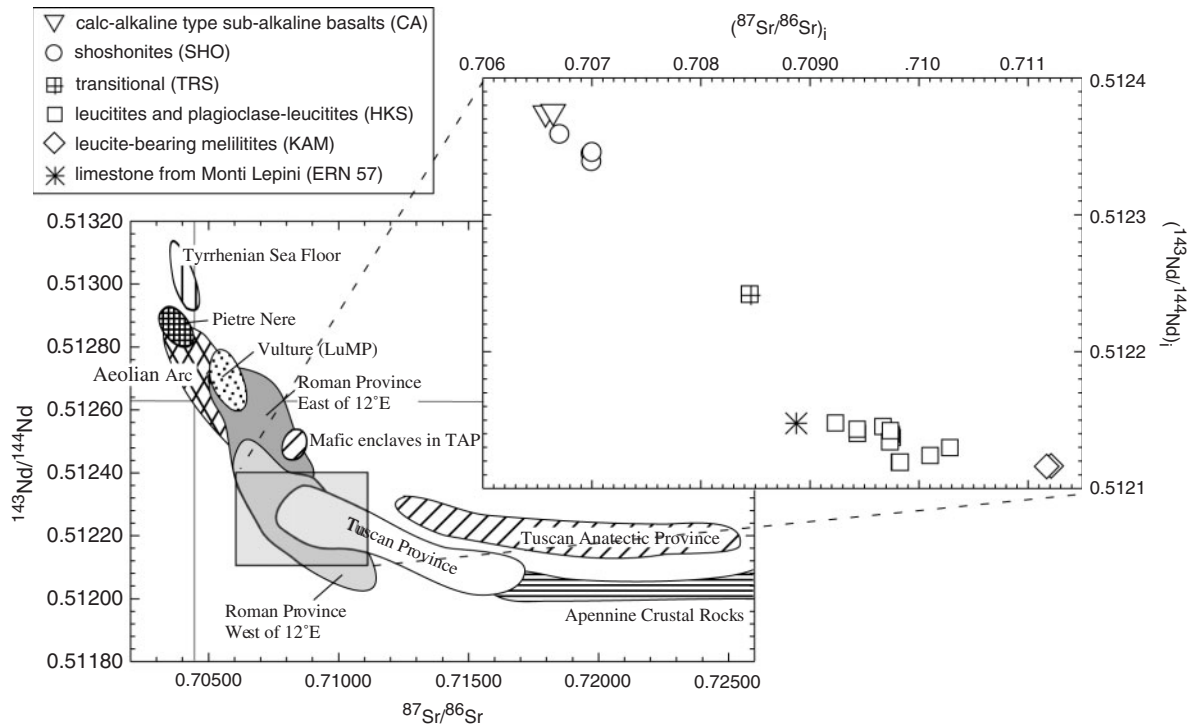 calc-alkaline type sub-alkaline basalts (CA)
shoshonites (SHO)
transitional (TRS)
leucitites and plagioclase-leucitites (HKS)
leucite-bearing melilitites (KAM)
limestone from Monti Lepini (ERN 57)
(⁸⁷Sr/⁸⁶Sr)i
0.706 0.707 0.708 0.709 0.710 0.711
0.5124
0.5123
0.5122
0.5121
(¹⁴³Nd/¹⁴⁴Nd)i
0.51320
0.51300
0.51280
0.51260
0.51240
0.51220
0.51200
0.51180
¹⁴³Nd/¹⁴⁴Nd
Tyrrhenian Sea Floor
Pietre Nere
Vulture (LuMP)
Aeolian Arc
Roman Province
East of 12˚E
Mafic enclaves in TAP
Tuscan Province
Tuscan Anatectic Province
Roman Province
West of 12˚E
Apennine Crustal Rocks
0.70500 0.71000 0.71500 0.72000 0.72500
⁸⁷Sr/⁸⁶Sr